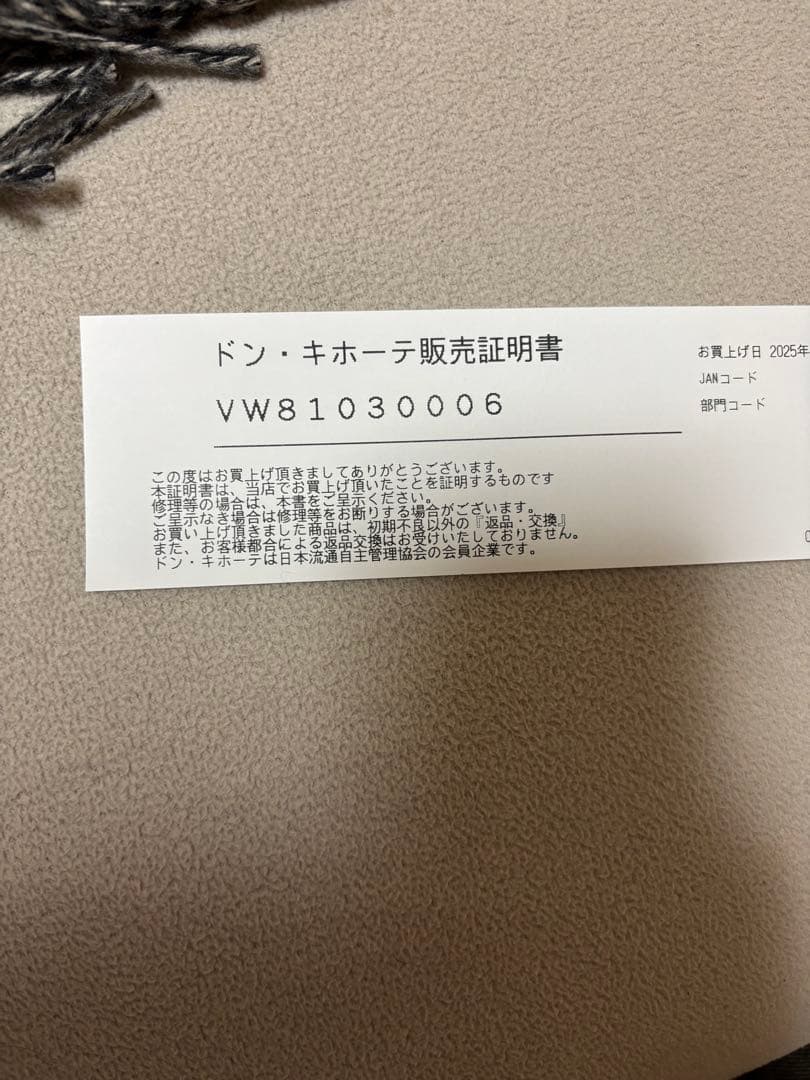 ドン・キホーテ販売証明書
VW81030006
お買上げ日 2025年
JANコード
部門コード
この度はお買上げ頂きましてありがとうございます。
本証明書は、当店でお買上げ頂いたことを証明するものです
修理等の場合は、本書をご呈示ください。
ご呈示なき場合は修理等をお断りする場合がございます。
お買い上げ頂きました商品は、初期不良以外の『返品・交換』
また、お客様都合による返品交換はお受けいたしておりません。
ドン・キホーテは日本流通自主管理協会の会員企業です。